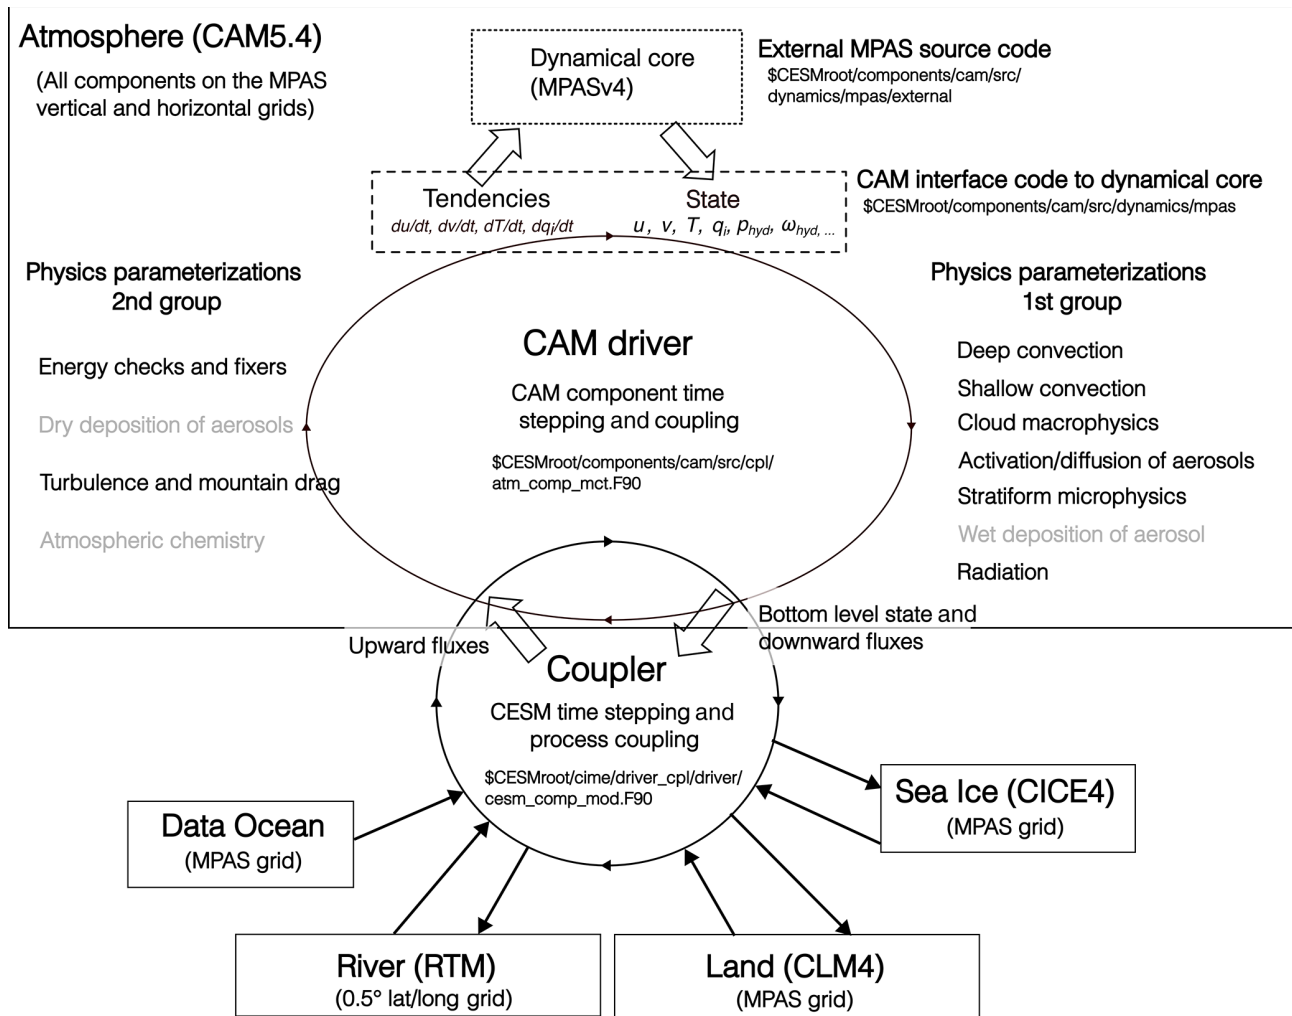 Atmosphere (CAM5.4)
(All components on the MPAS
vertical and horizontal grids)
Dynamical core
(MPASv4)
External MPAS source code
$CESMroot/components/cam/src/
dynamics/mpas/external
Tendencies
du/dt, dv/dt, dT/dt, dqi/dt
State
u, v, T, qi, phyd, ωhyd, ...
CAM interface code to dynamical core
$CESMroot/components/cam/src/dynamics/mpas
Physics parameterizations
2nd group
Energy checks and fixers
Dry deposition of aerosols
Turbulence and mountain drag
Atmospheric chemistry
CAM driver
CAM component time
stepping and coupling
$CESMroot/components/cam/src/cpl/
atm_comp_mct.F90
Physics parameterizations
1st group
Deep convection
Shallow convection
Cloud macrophysics
Activation/diffusion of aerosols
Stratiform microphysics
Wet deposition of aerosol
Radiation
Upward fluxes
Bottom level state and
downward fluxes
Coupler
CESM time stepping and
process coupling
$CESMroot/cime/driver_cpl/driver/
cesm_comp_mod.F90
Data Ocean
(MPAS grid)
Sea Ice (CICE4)
(MPAS grid)
River (RTM)
(0.5° lat/long grid)
Land (CLM4)
(MPAS grid)